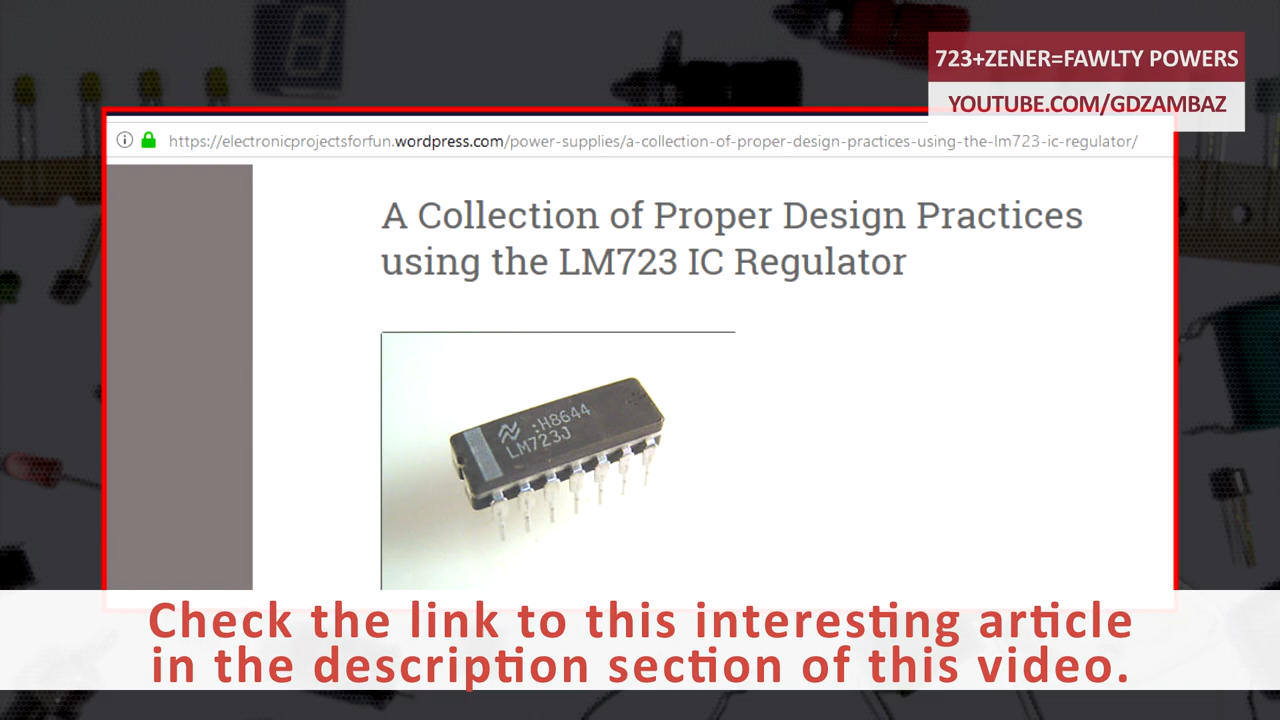 723+ZENER=FAWLTY POWERS
YOUTUBE.COM/GDZAMBAZ
https://electronicprojectsforfun.wordpress.com/power-supplies/a-collection-of-proper-design-practices-using-the-lm723-ic-regulator/
A Collection of Proper Design Practices
using the LM723 IC Regulator
:H8644
LM723J
Check the link to this interesting article
in the description section of this video.